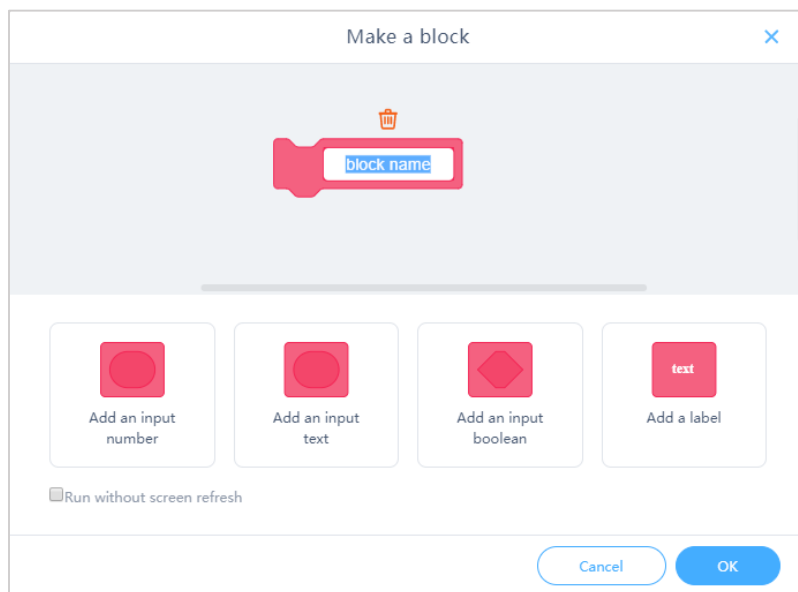 Make a block
block name
Add an input
number
Add an input
text
Add an input
boolean
text
Add a label
Run without screen refresh
Cancel
OK